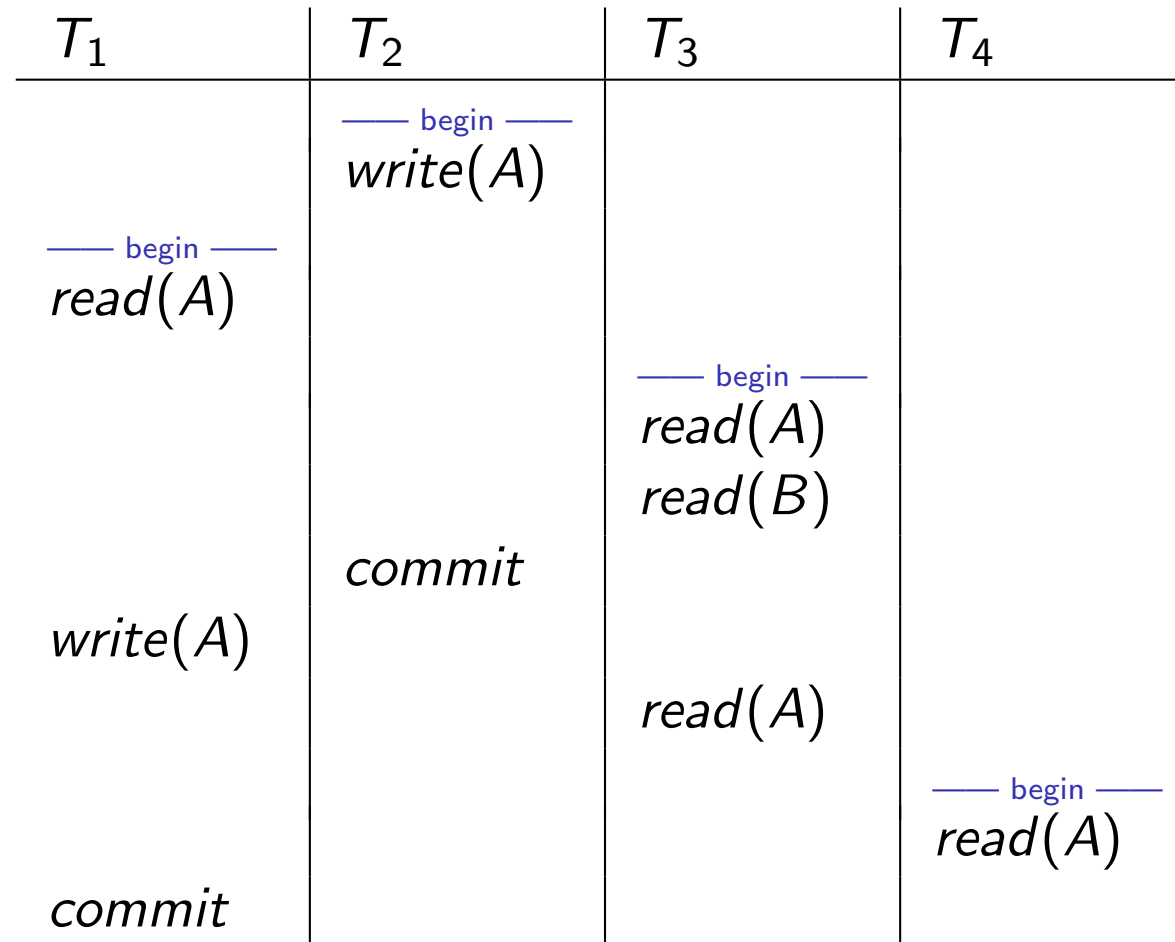 T₁ T₂ T₃ T₄
begin
write(A)
begin
read(A)
begin
read(A)
read(B)
commit
write(A)
read(A)
begin
read(A)
commit